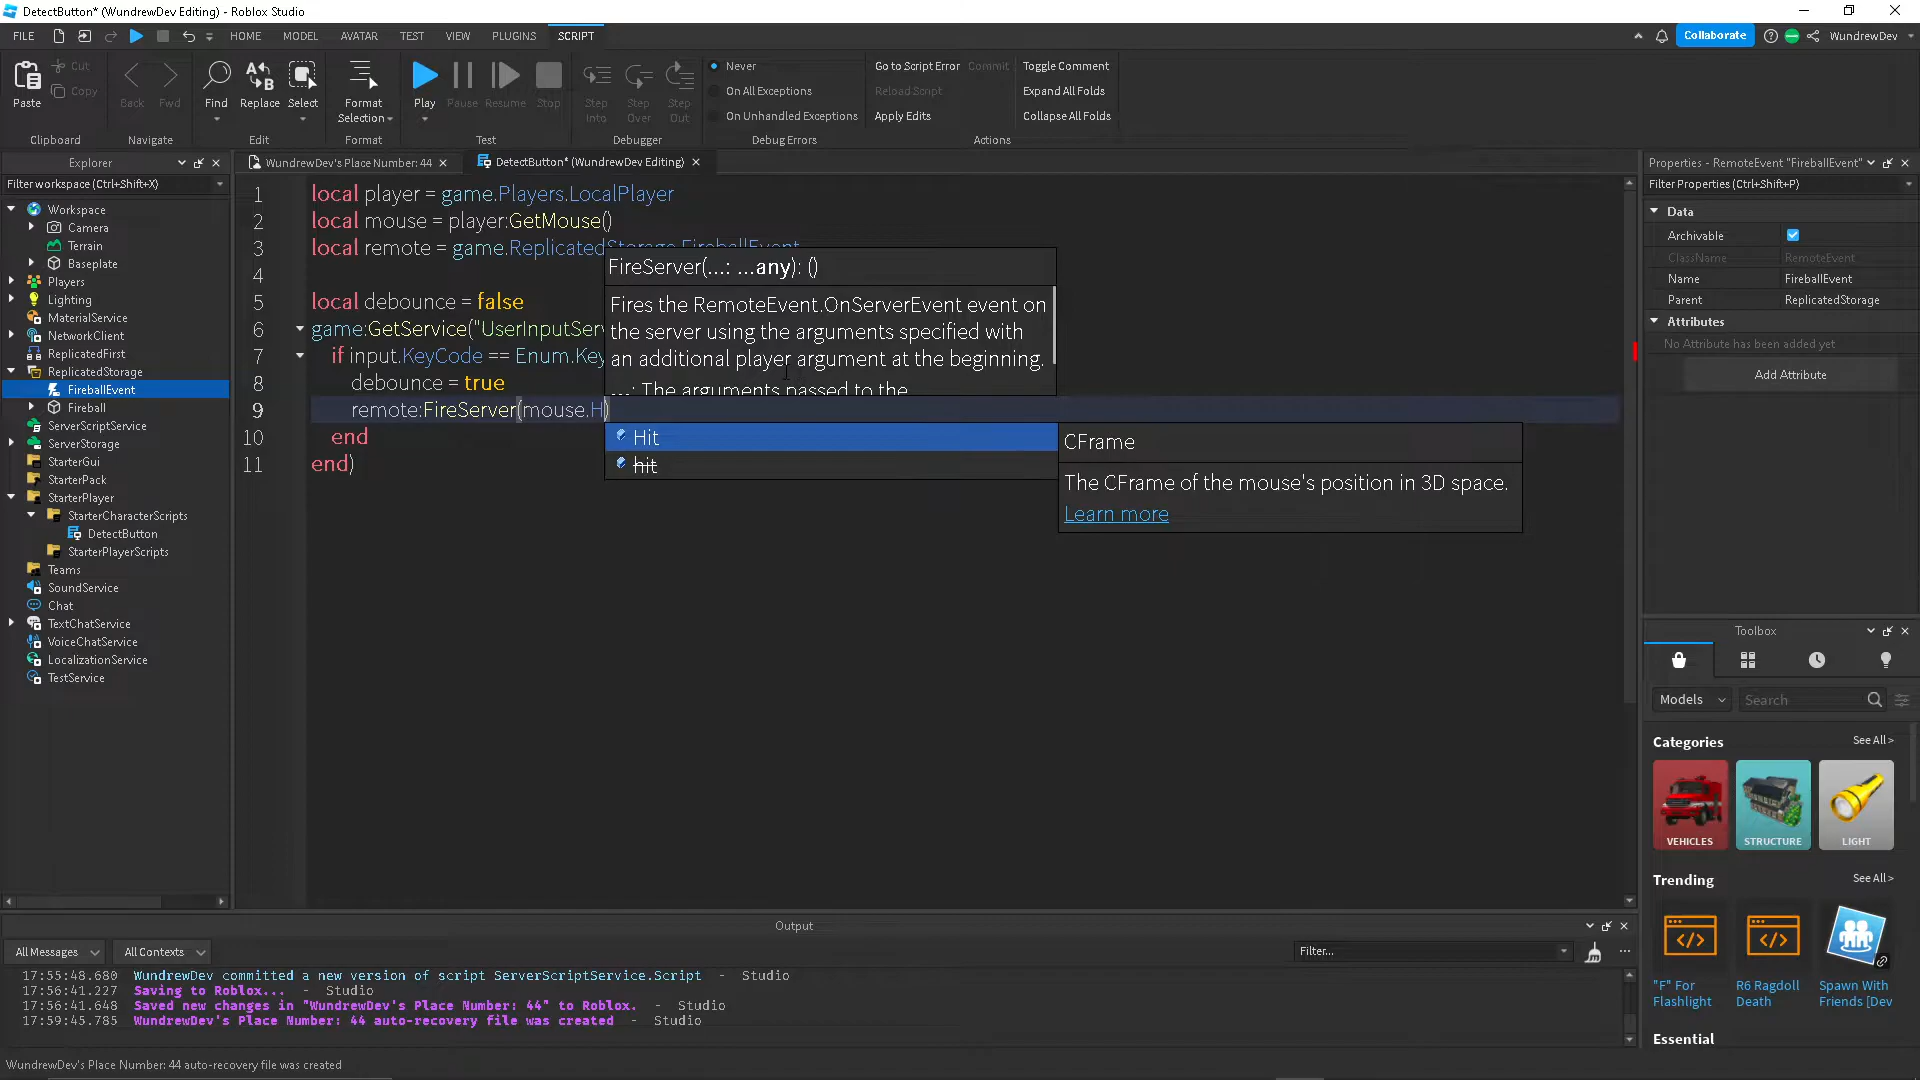 DetectButton* (WundrewDev Editing) - Roblox Studio
FILE HOME MODEL AVATAR TEST VIEW PLUGINS SCRIPT Collaborate WundrewDev
Paste Cut Copy Back Fwd Find Replace Select Format Selection Play Pause Resume Stop Step Into Step Over Step Out
Never
On All Exceptions
On Unhandled Exceptions
Go to Script Error Commit
Reload Script
Apply Edits
Toggle Comment
Expand All Folds
Collapse All Folds
Clipboard Navigate Edit Format Test Debugger Debug Errors Actions
Explorer
Filter workspace (Ctrl+Shift+X)
Workspace
Camera
Terrain
Baseplate
Players
Lighting
MaterialService
NetworkClient
ReplicatedFirst
ReplicatedStorage
FireballEvent
Fireball
ServerScriptService
ServerStorage
StarterGui
StarterPack
StarterPlayer
StarterCharacterScripts
DetectButton
StarterPlayerScripts
Teams
SoundService
Chat
TextChatService
VoiceChatService
LocalizationService
TestService
WundrewDev's Place Number: 44
DetectButton* (WundrewDev Editing)
1 local player = game.Players.LocalPlayer
2 local mouse = player:GetMouse()
3 local remote = game.ReplicatedStorage.FireballEvent
4
5 local debounce = false
6 game:GetService("UserInputServ
7 if input.KeyCode == Enum.Key
8 debounce = true
9 remote:FireServer(mouse.H)
10 end
11 end)
FireServer(...: ...any): ()
Fires the RemoteEvent.OnServerEvent event on
the server using the arguments specified with
an additional player argument at the beginning.
...: The arguments passed to the
Hit
hit
CFrame
The CFrame of the mouse's position in 3D space.
Learn more
Properties - RemoteEvent "FireballEvent"
Filter Properties (Ctrl+Shift+P)
Data
Archivable
ClassName RemoteEvent
Name FireballEvent
Parent ReplicatedStorage
Attributes
No Attribute has been added yet
Add Attribute
Toolbox
Models Search
Categories See All>
VEHICLES STRUCTURE LIGHT
Trending See All>
"F" For Flashlight
R6 Ragdoll Death
Spawn With Friends [Dev
Essential
Output
All Messages All Contexts Filter...
17:55:48.680 WundrewDev committed a new version of script ServerScriptService.Script - Studio
17:56:41.227 Saving to Roblox... - Studio
17:56:41.648 Saved new changes in "WundrewDev's Place Number: 44" to Roblox. - Studio
17:59:45.785 WundrewDev's Place Number: 44 auto-recovery file was created - Studio
WundrewDev's Place Number: 44 auto-recovery file was created